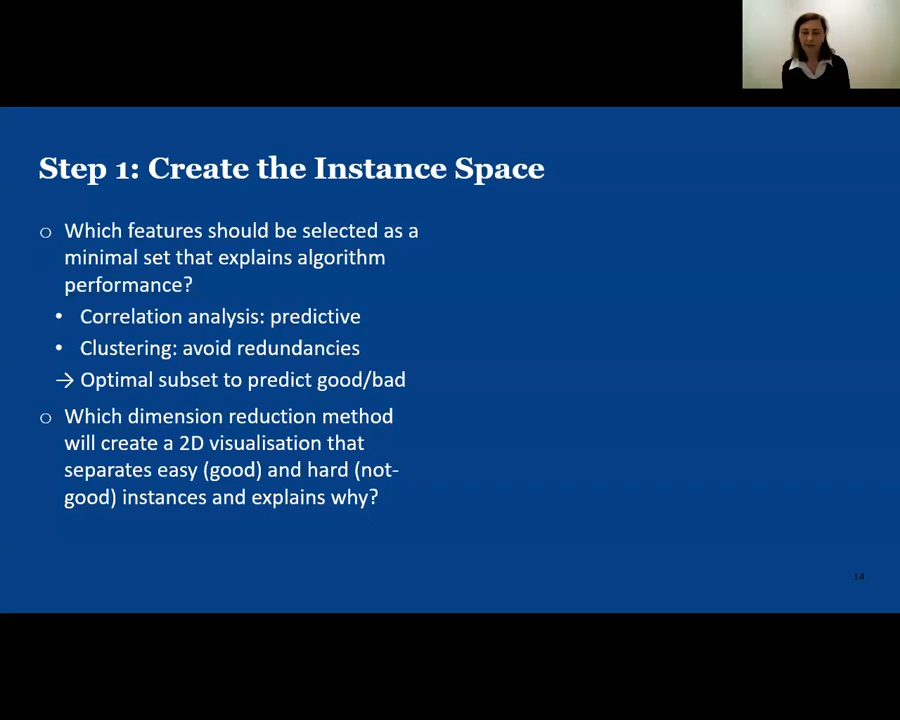 Step 1: Create the Instance Space
○ Which features should be selected as a
minimal set that explains algorithm
performance?
• Correlation analysis: predictive
• Clustering: avoid redundancies
→ Optimal subset to predict good/bad
○ Which dimension reduction method
will create a 2D visualisation that
separates easy (good) and hard (not-
good) instances and explains why?
14